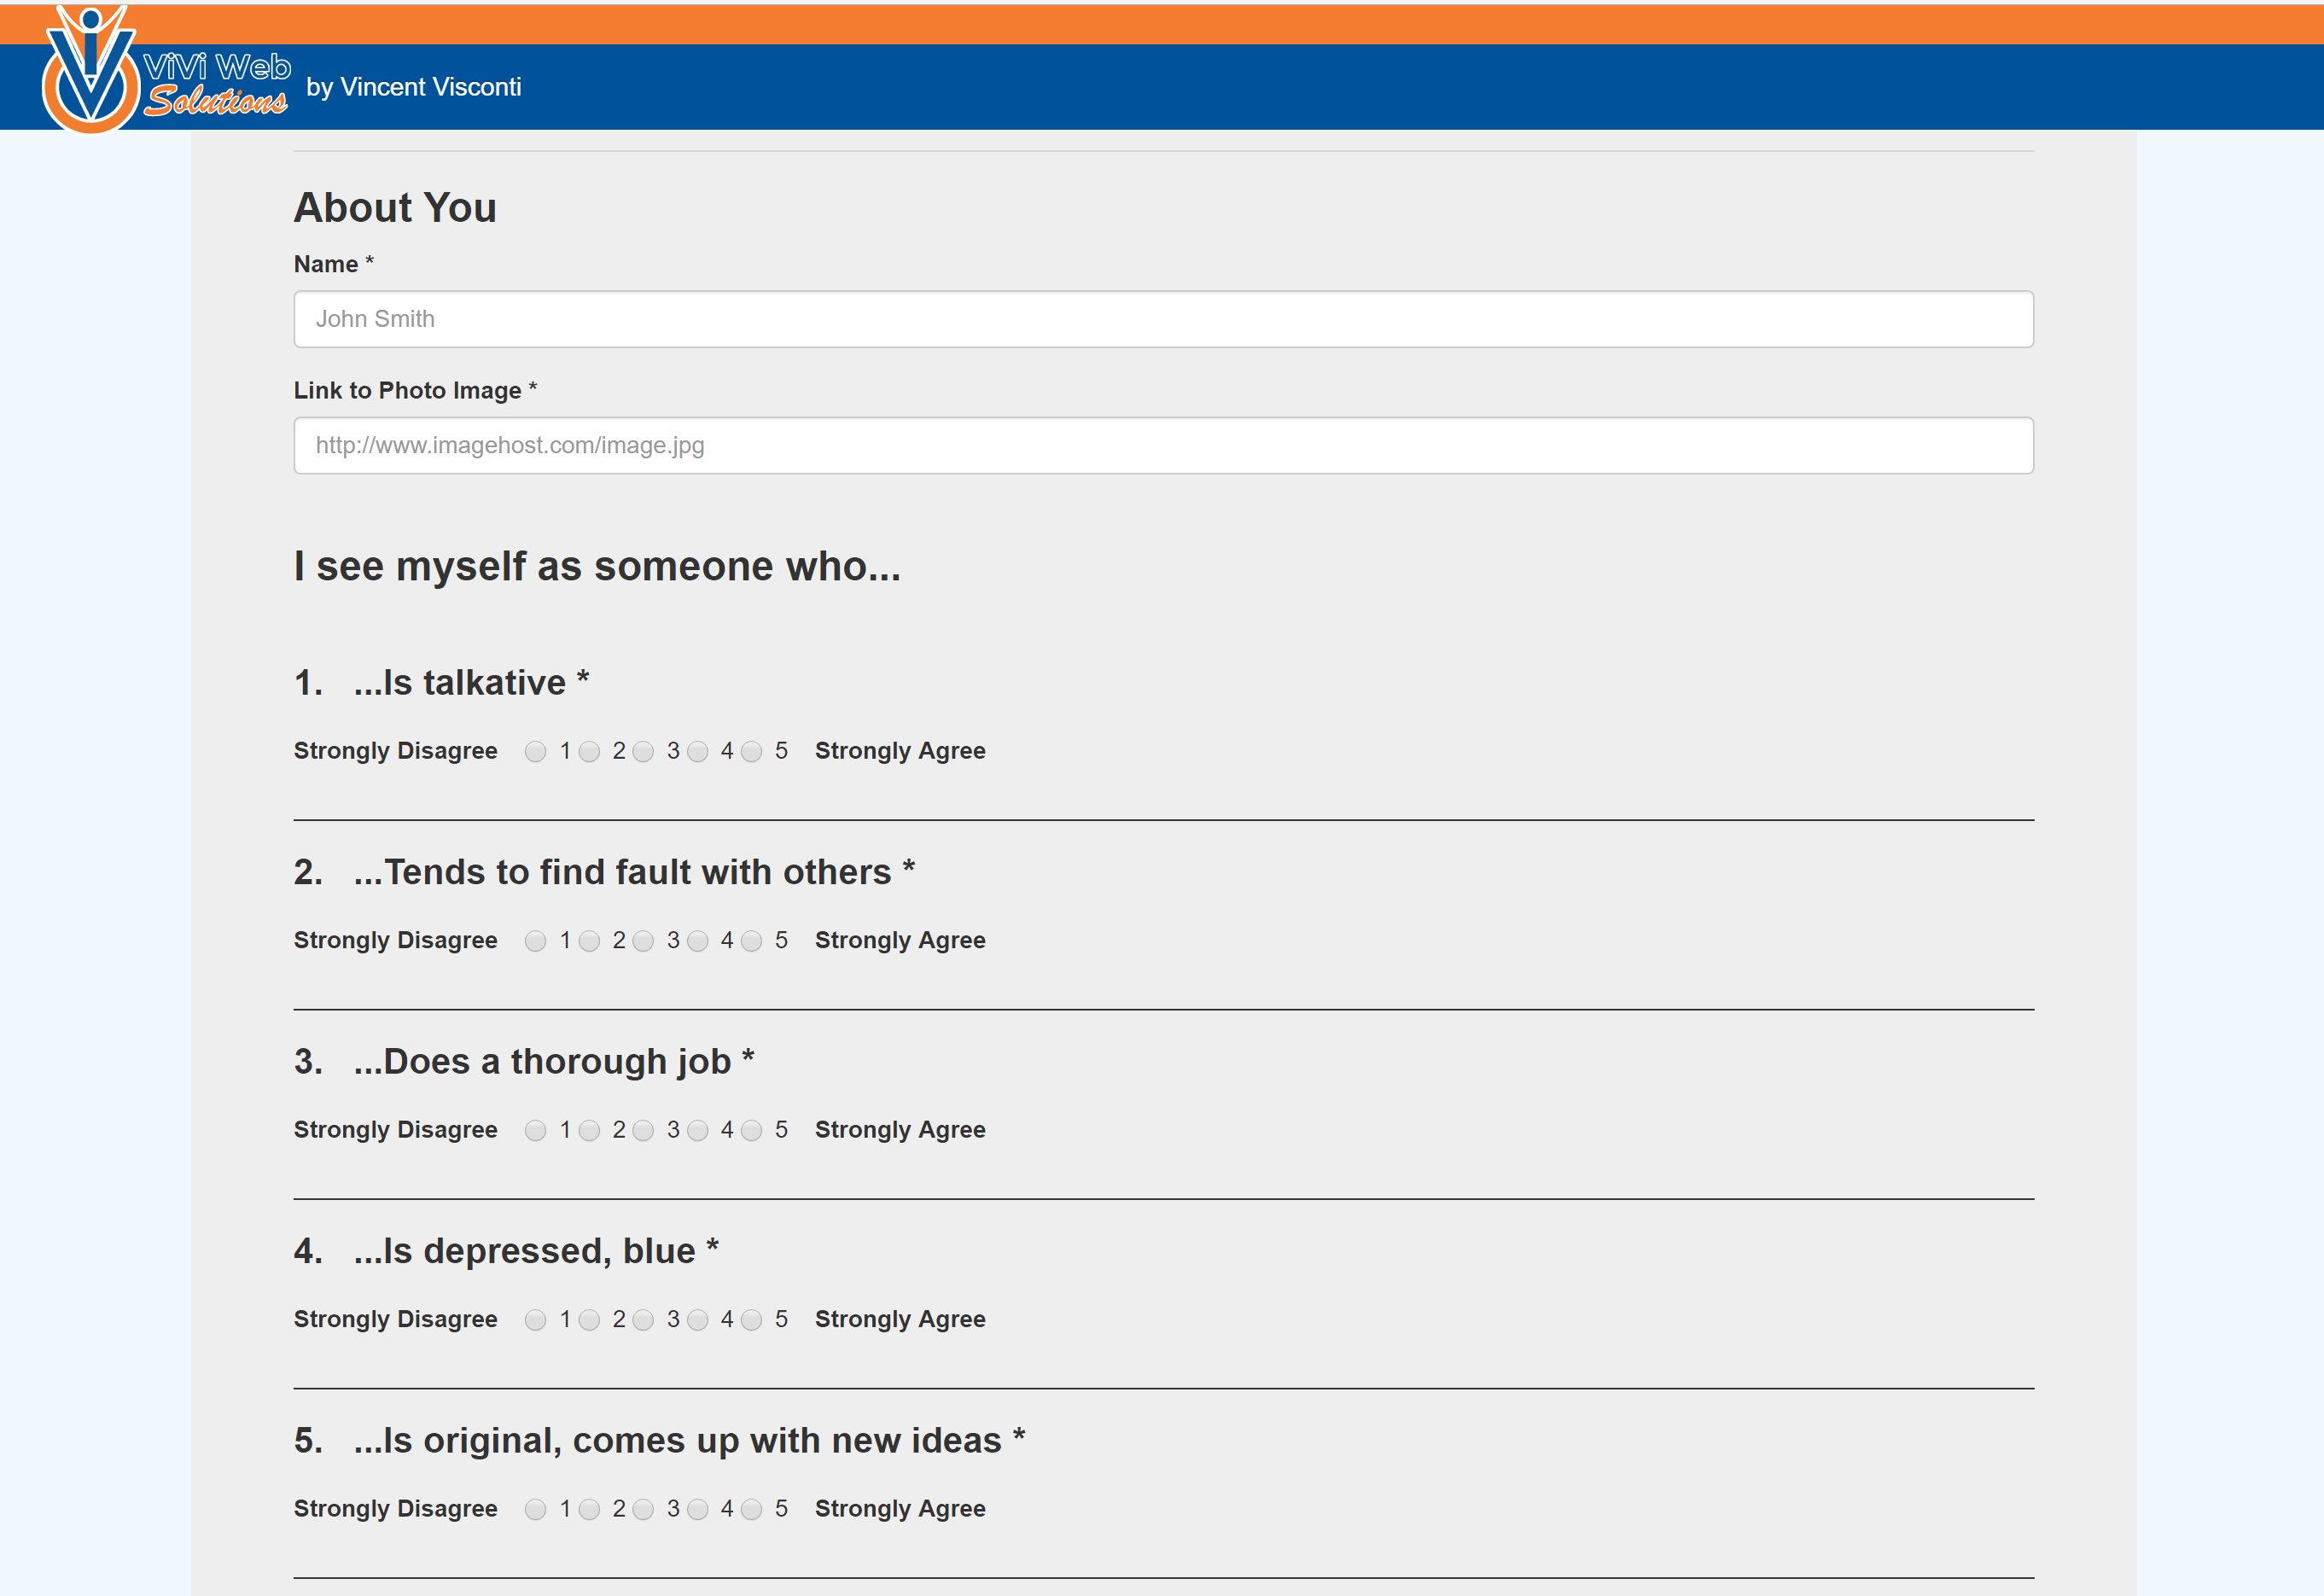 ViVi Web
Solutions
by Vincent Visconti
About You
Name *
John Smith
Link to Photo Image *
http://www.imagehost.com/image.jpg
I see myself as someone who...
1. ...Is talkative *
Strongly Disagree 1 2 3 4 5 Strongly Agree
2. ...Tends to find fault with others *
Strongly Disagree 1 2 3 4 5 Strongly Agree
3. ...Does a thorough job *
Strongly Disagree 1 2 3 4 5 Strongly Agree
4. ...Is depressed, blue *
Strongly Disagree 1 2 3 4 5 Strongly Agree
5. ...Is original, comes up with new ideas *
Strongly Disagree 1 2 3 4 5 Strongly Agree